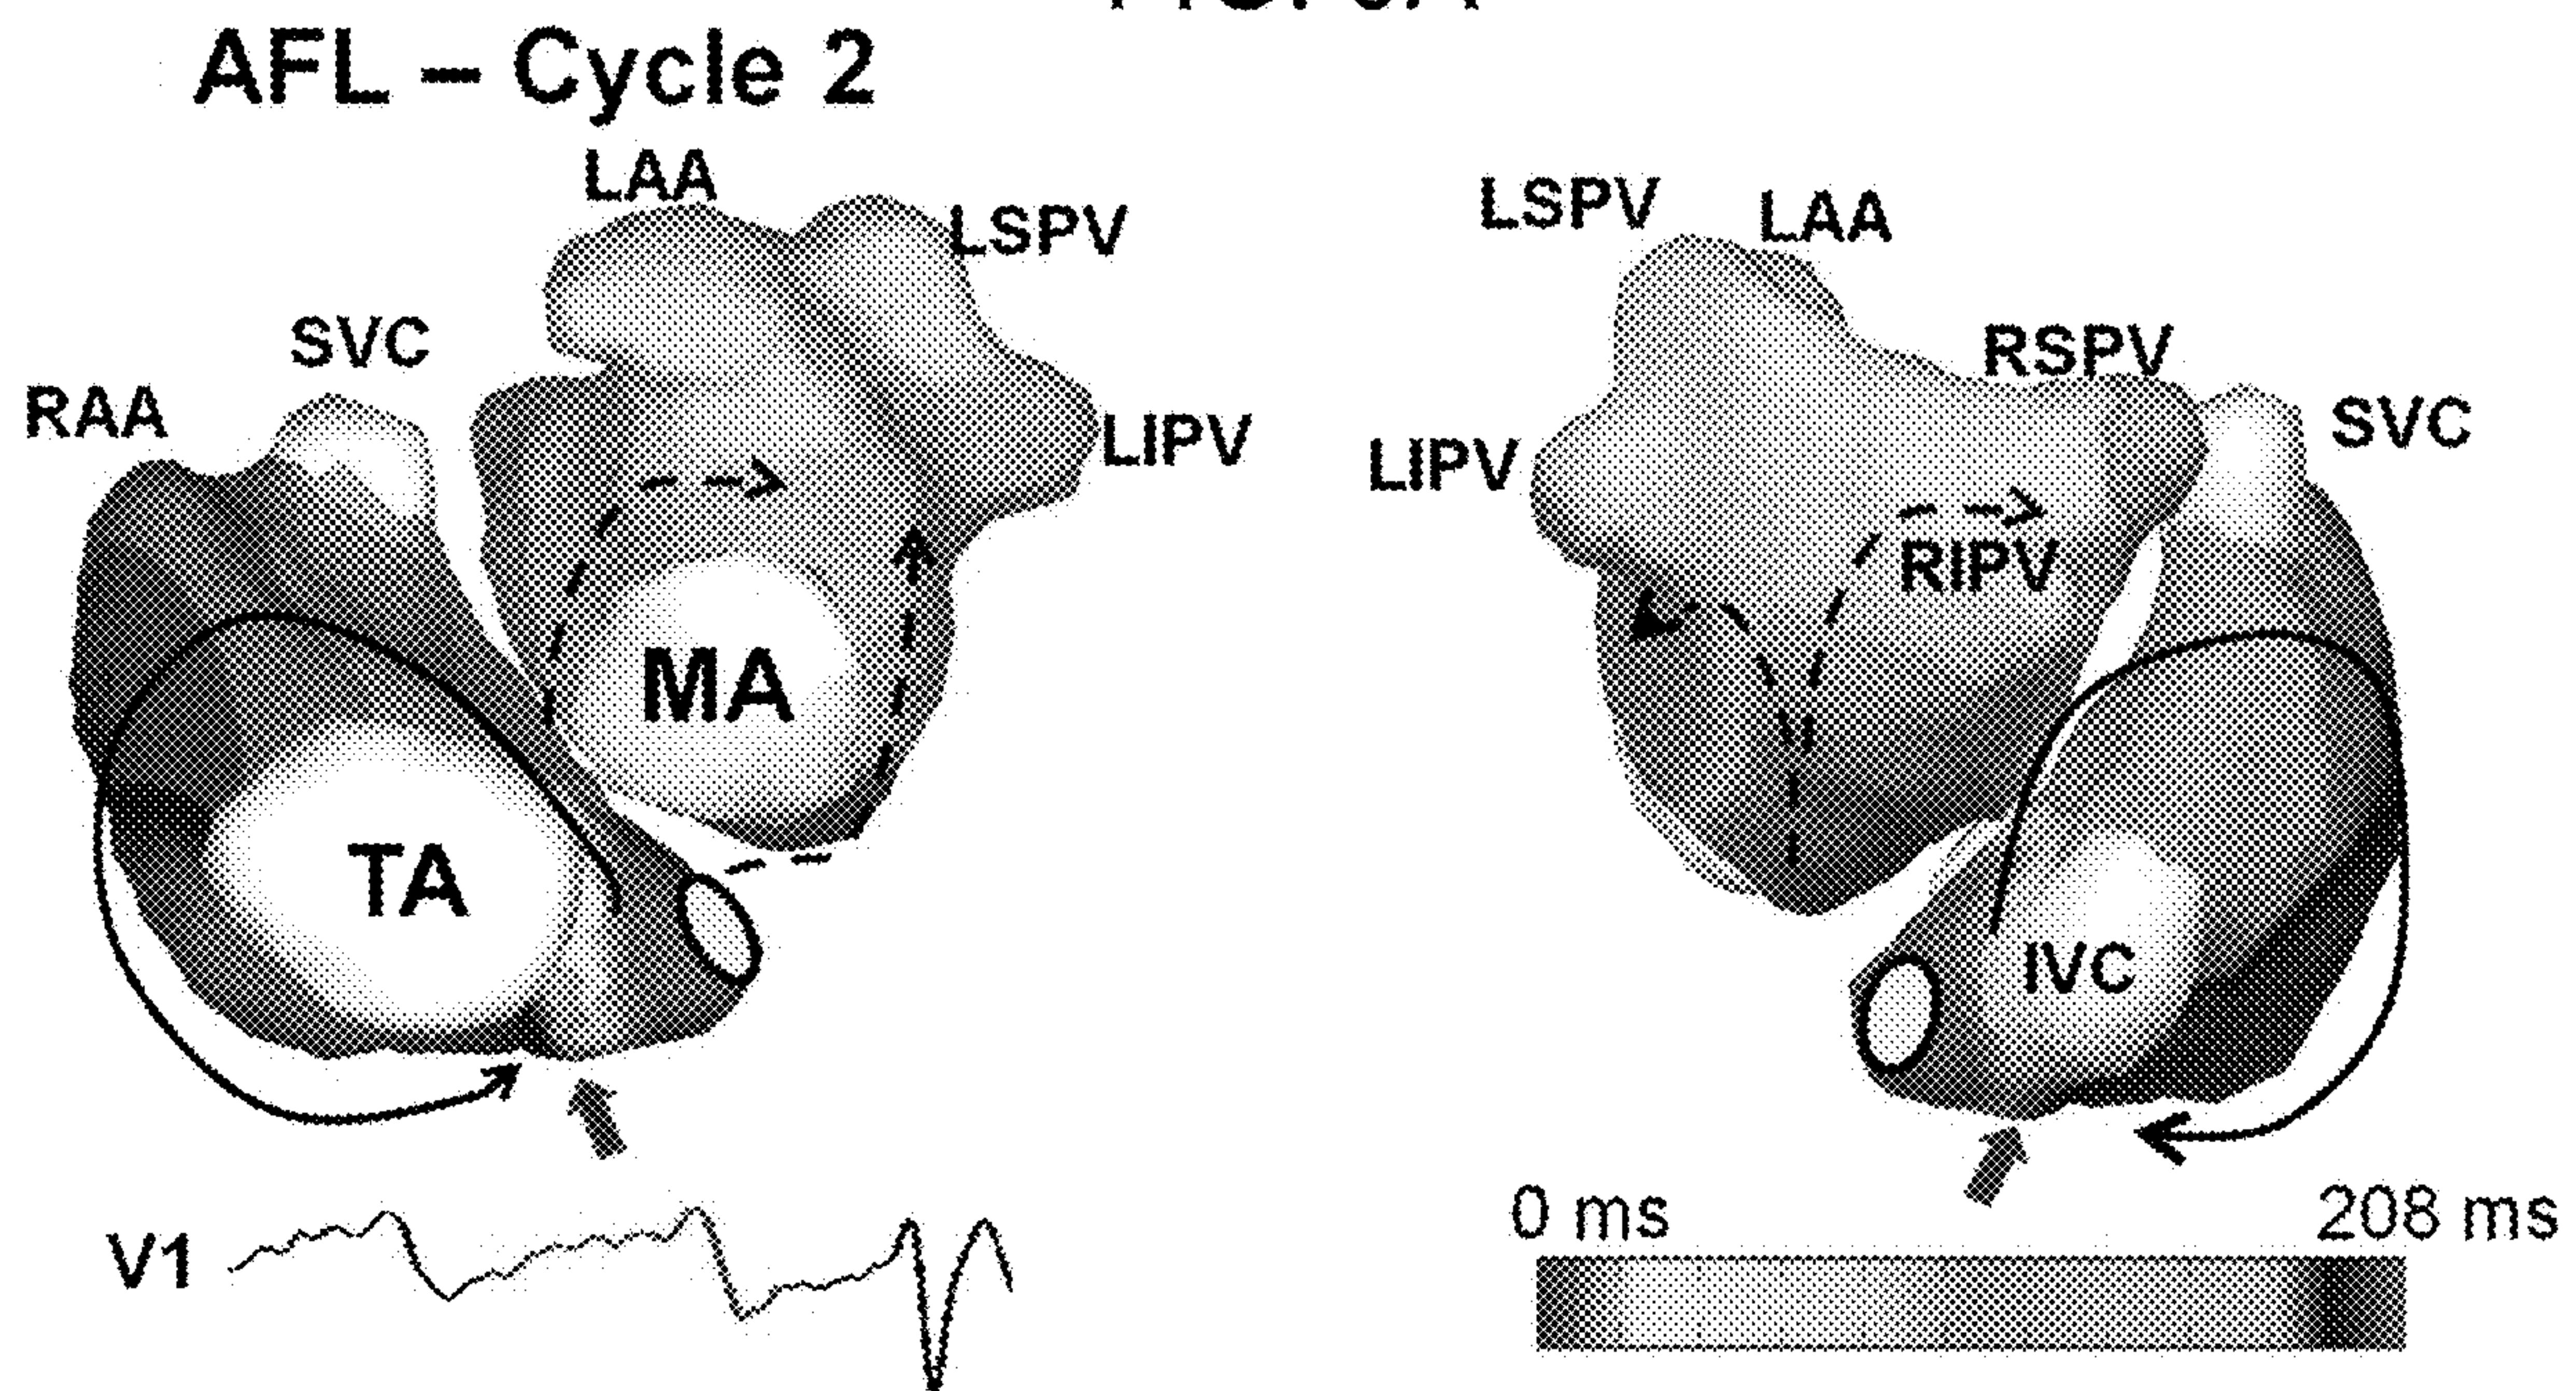 AFL – Cycle 2
LAA
LSPV
SVC
RAA
LIPV
MA
TA
LSPV
LAA
RSPV
SVC
LIPV
RIPV
IVC
V1
0 ms
208 ms